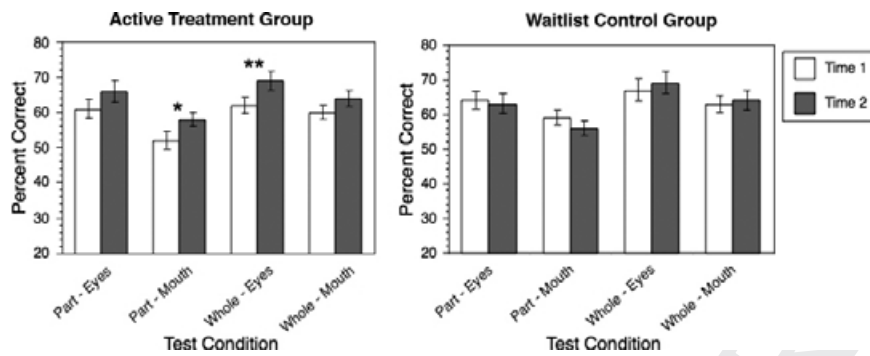 Active Treatment Group
Percent Correct
80
70
60
50
40
30
20
*
**
Part - Eyes
Part - Mouth
Whole - Eyes
Whole - Mouth
Test Condition
Waitlist Control Group
Percent Correct
80
70
60
50
40
30
20
Part - Eyes
Part - Mouth
Whole - Eyes
Whole - Mouth
Test Condition
Time 1
Time 2